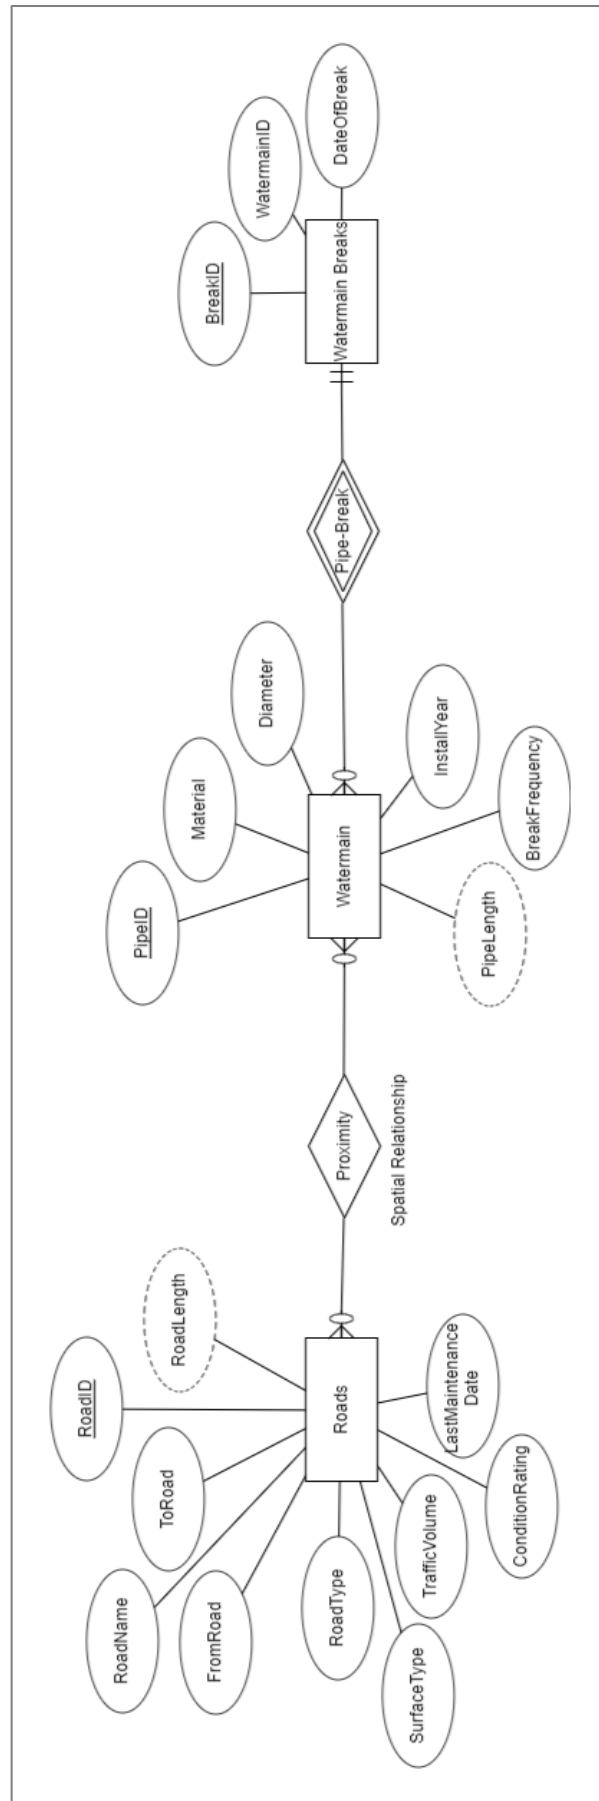 RoadName
ToRoad
RoadID
RoadLength
FromRoad
RoadType
SurfaceType
TrafficVolume
ConditionRating
LastMaintenance
Date
Roads
Proximity
Spatial Relationship
PipeID
Material
Diameter
Watermain
PipeLength
BreakFrequency
InstallYear
Pipe-Break
BreakID
WatermainID
DateOfBreak
Watermain Breaks